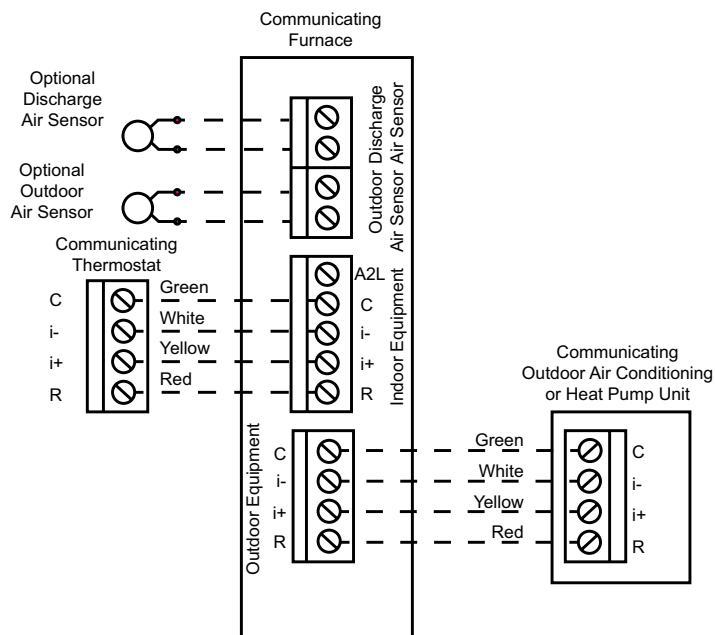 Communicating
Furnace
Optional
Discharge
Air Sensor
Discharge
Air Sensor
Optional
Outdoor
Air Sensor
Outdoor
Air Sensor
Communicating
Thermostat
A2L
C
Green
C
i-
White
i-
i+
Yellow
i+
R
Red
R
Indoor Equipment
Communicating
Outdoor Air Conditioning
or Heat Pump Unit
Outdoor Equipment
C
Green
C
i-
White
i-
i+
Yellow
i+
R
Red
R